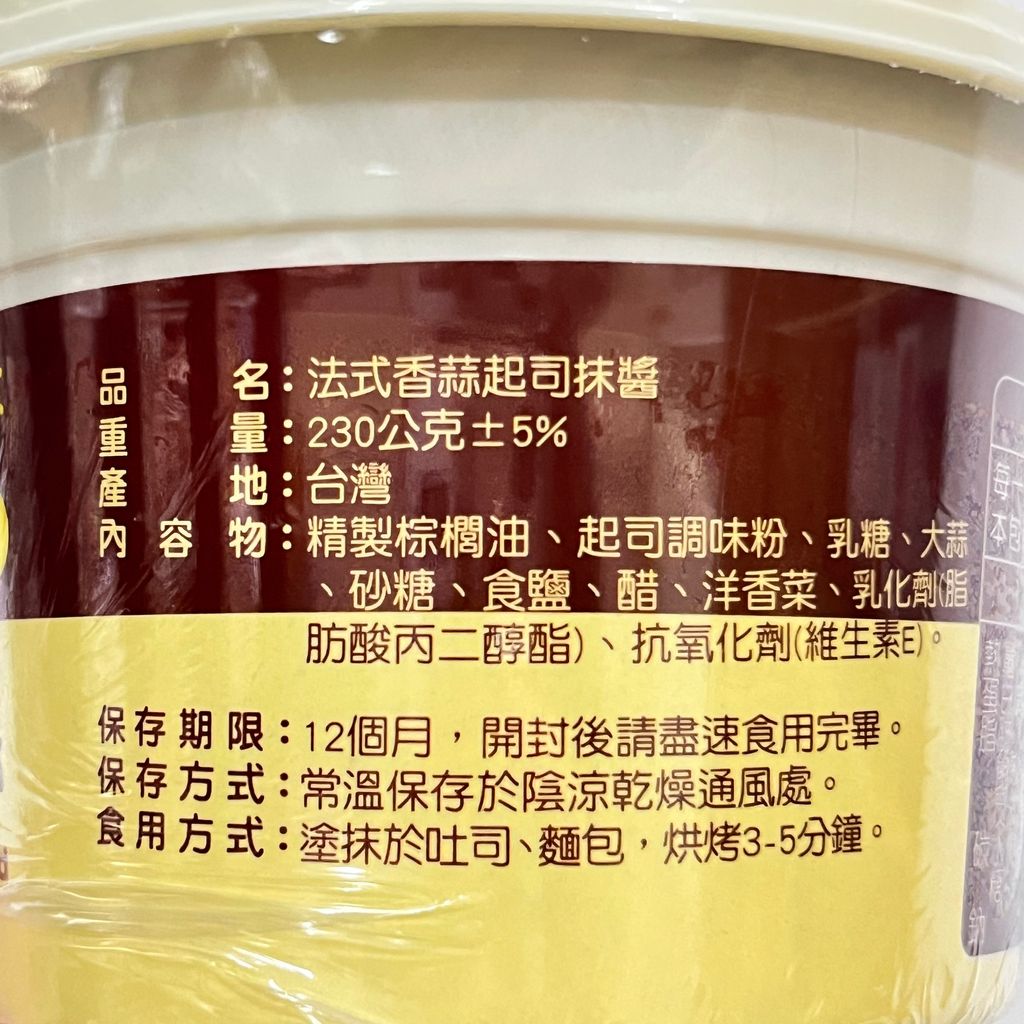 品名：法式香蒜起司抹醬
重量：230公克±5%
產地：台灣
內容物：精製棕櫚油、起司調味粉、乳糖、大蒜
、砂糖、食鹽、醋、洋香菜、乳化劑(脂
肪酸丙二醇酯)、抗氧化劑(維生素E)。
保存期限：12個月，開封後請盡速食用完畢。
保存方式：常溫保存於陰涼乾燥通風處。
食用方式：塗抹於吐司、麵包，烘烤3-5分鐘。
每一
本包